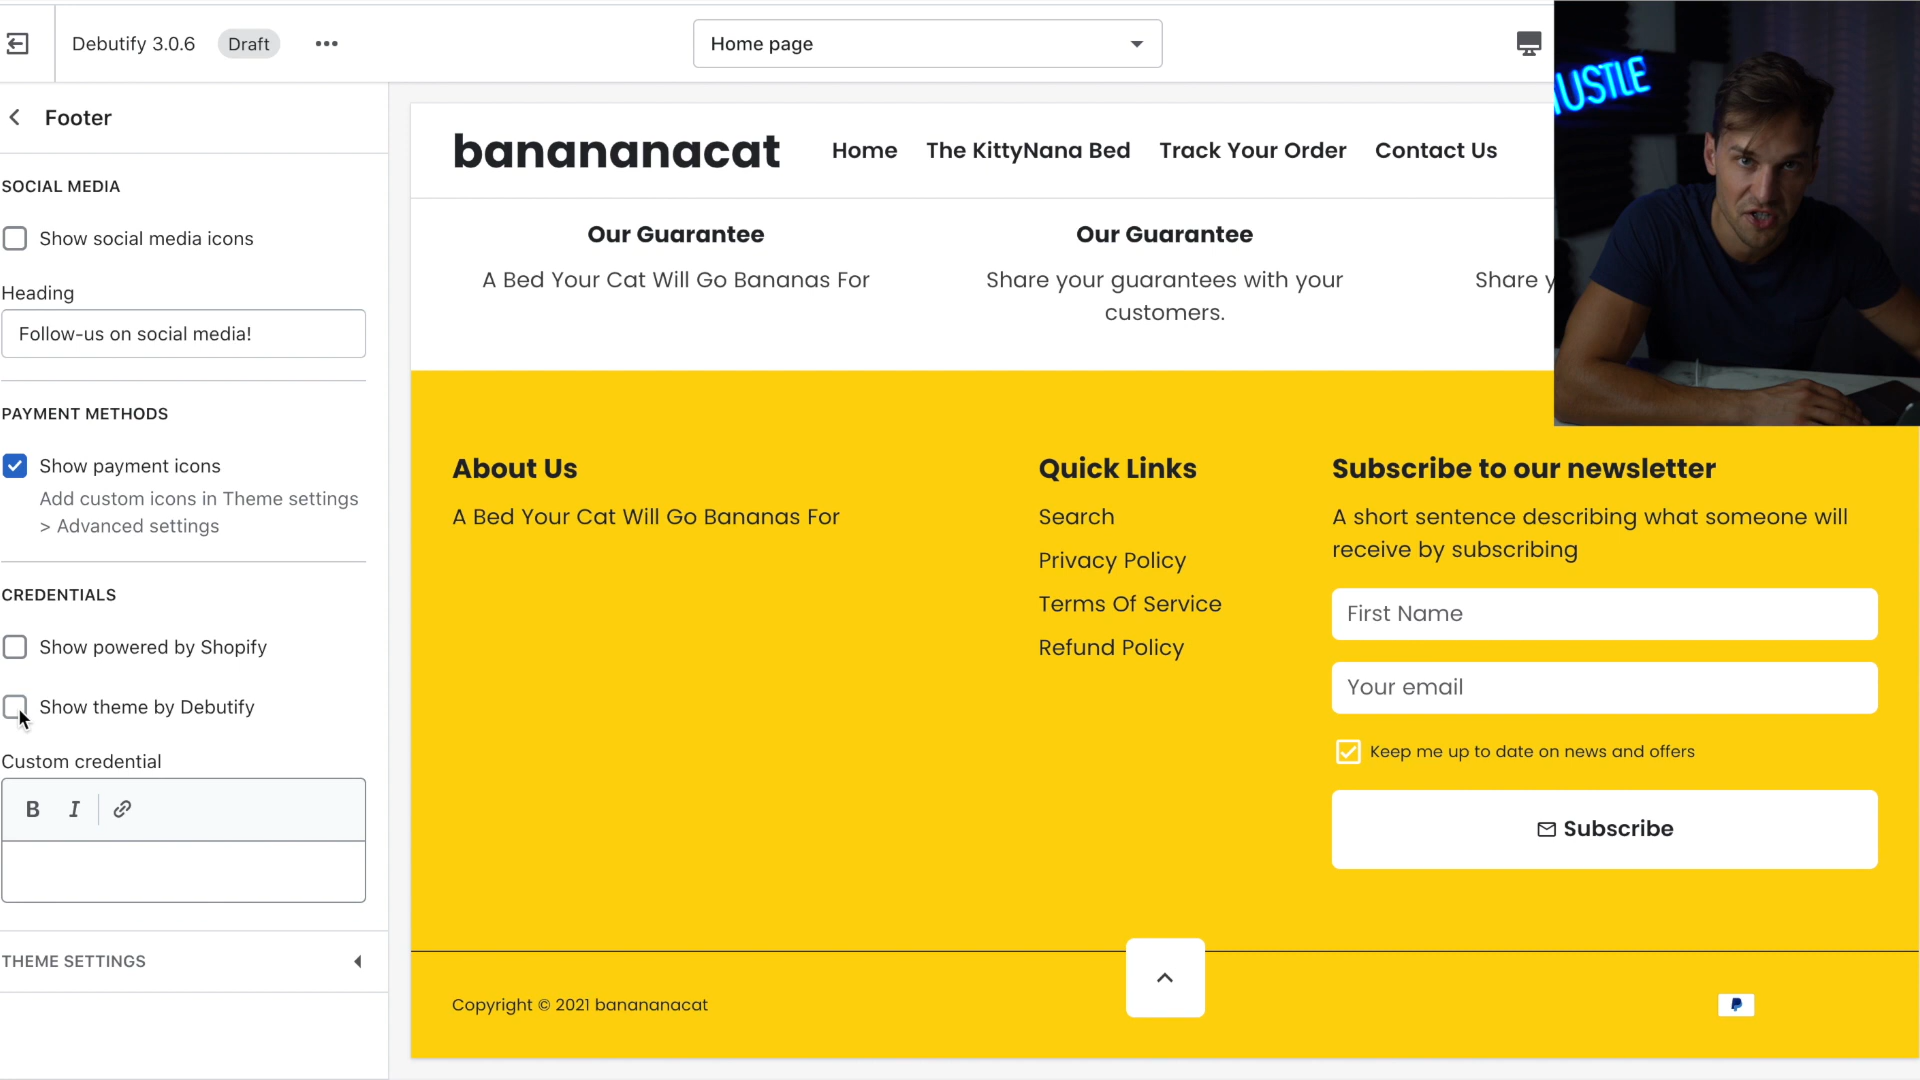 Debutify 3.0.6
Draft
Home page
Footer
SOCIAL MEDIA
Show social media icons
Heading
Follow-us on social media!
PAYMENT METHODS
Show payment icons
Add custom icons in Theme settings
> Advanced settings
CREDENTIALS
Show powered by Shopify
Show theme by Debutify
Custom credential
B I
THEME SETTINGS
banananacat
Home
The KittyNana Bed
Track Your Order
Contact Us
Our Guarantee
A Bed Your Cat Will Go Bananas For
Our Guarantee
Share your guarantees with your
customers.
Share y
About Us
A Bed Your Cat Will Go Bananas For
Quick Links
Search
Privacy Policy
Terms Of Service
Refund Policy
Subscribe to our newsletter
A short sentence describing what someone will
receive by subscribing
First Name
Your email
Keep me up to date on news and offers
Subscribe
Copyright © 2021 banananacat
USTLE